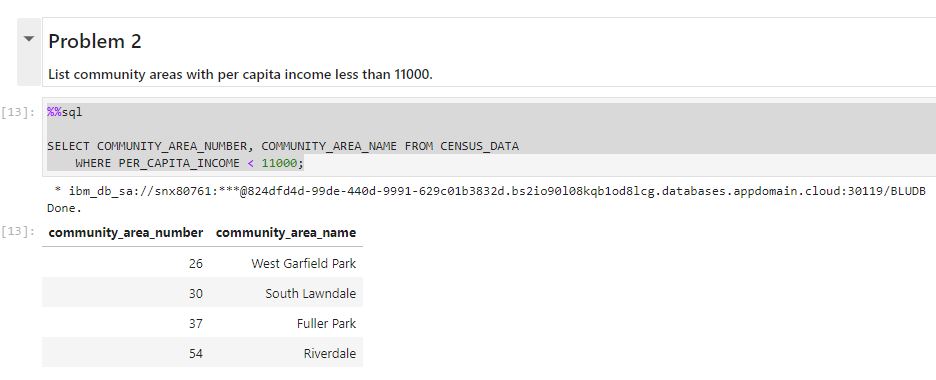 Problem 2
List community areas with per capita income less than 11000.
[13]: %%sql
SELECT COMMUNITY_AREA_NUMBER, COMMUNITY_AREA_NAME FROM CENSUS_DATA
WHERE PER_CAPITA_INCOME < 11000;
* ibm_db_sa://snx80761:***@824dfd4d-99de-440d-9991-629c01b3832d.bs2io90l08kqb1od8lcg.databases.appdomain.cloud:30119/BLUDB
Done.
[13]: community_area_number community_area_name
26 West Garfield Park
30 South Lawndale
37 Fuller Park
54 Riverdale